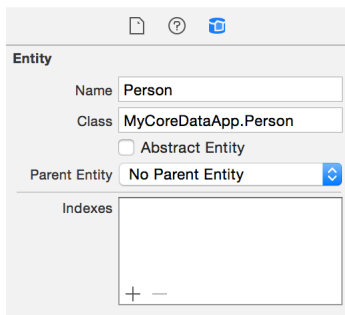 Entity
Name Person
Class MyCoreDataApp.Person
Abstract Entity
Parent Entity No Parent Entity
Indexes